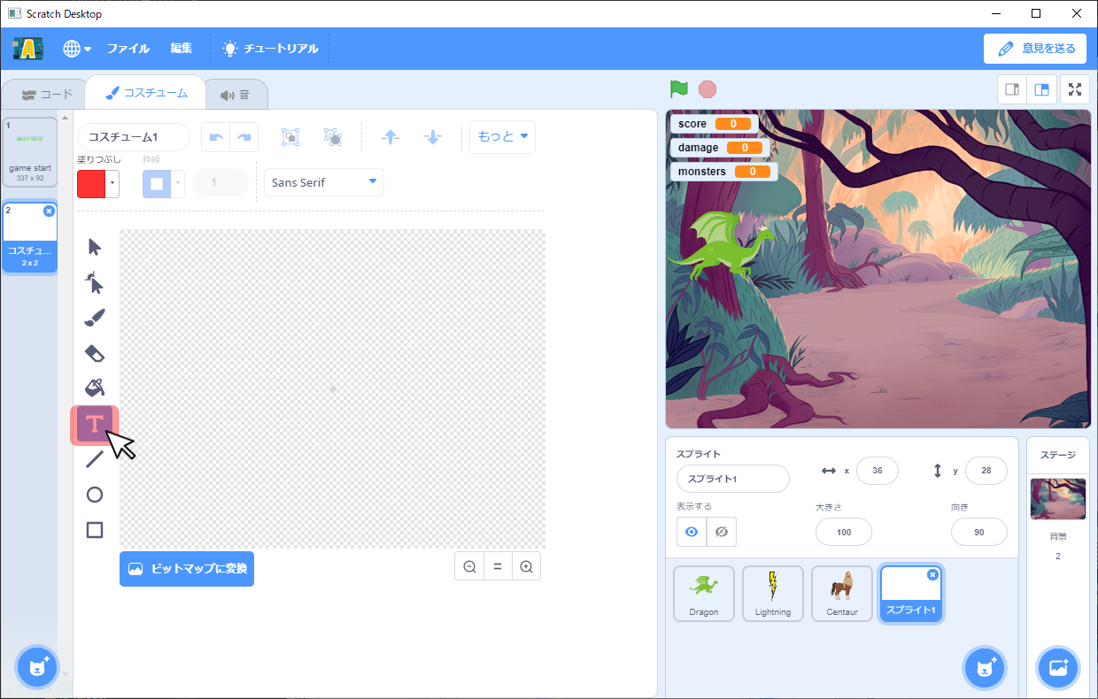 Scratch Desktop
ファイル 編集 チュートリアル 意見を送る
コード コスチューム 音
1
game start
337 x 92
2
コスチュ...
2 x 2
コスチューム1
もっと
塗りつぶし 枠線
1
Sans Serif
T
ビットマップに変換
score 0
damage 0
monsters 0
スプライト
スプライト1
x 36
y 28
表示する
大きさ
100
向き
90
Dragon
Lightning
Centaur
スプライト1
ステージ
背景
2